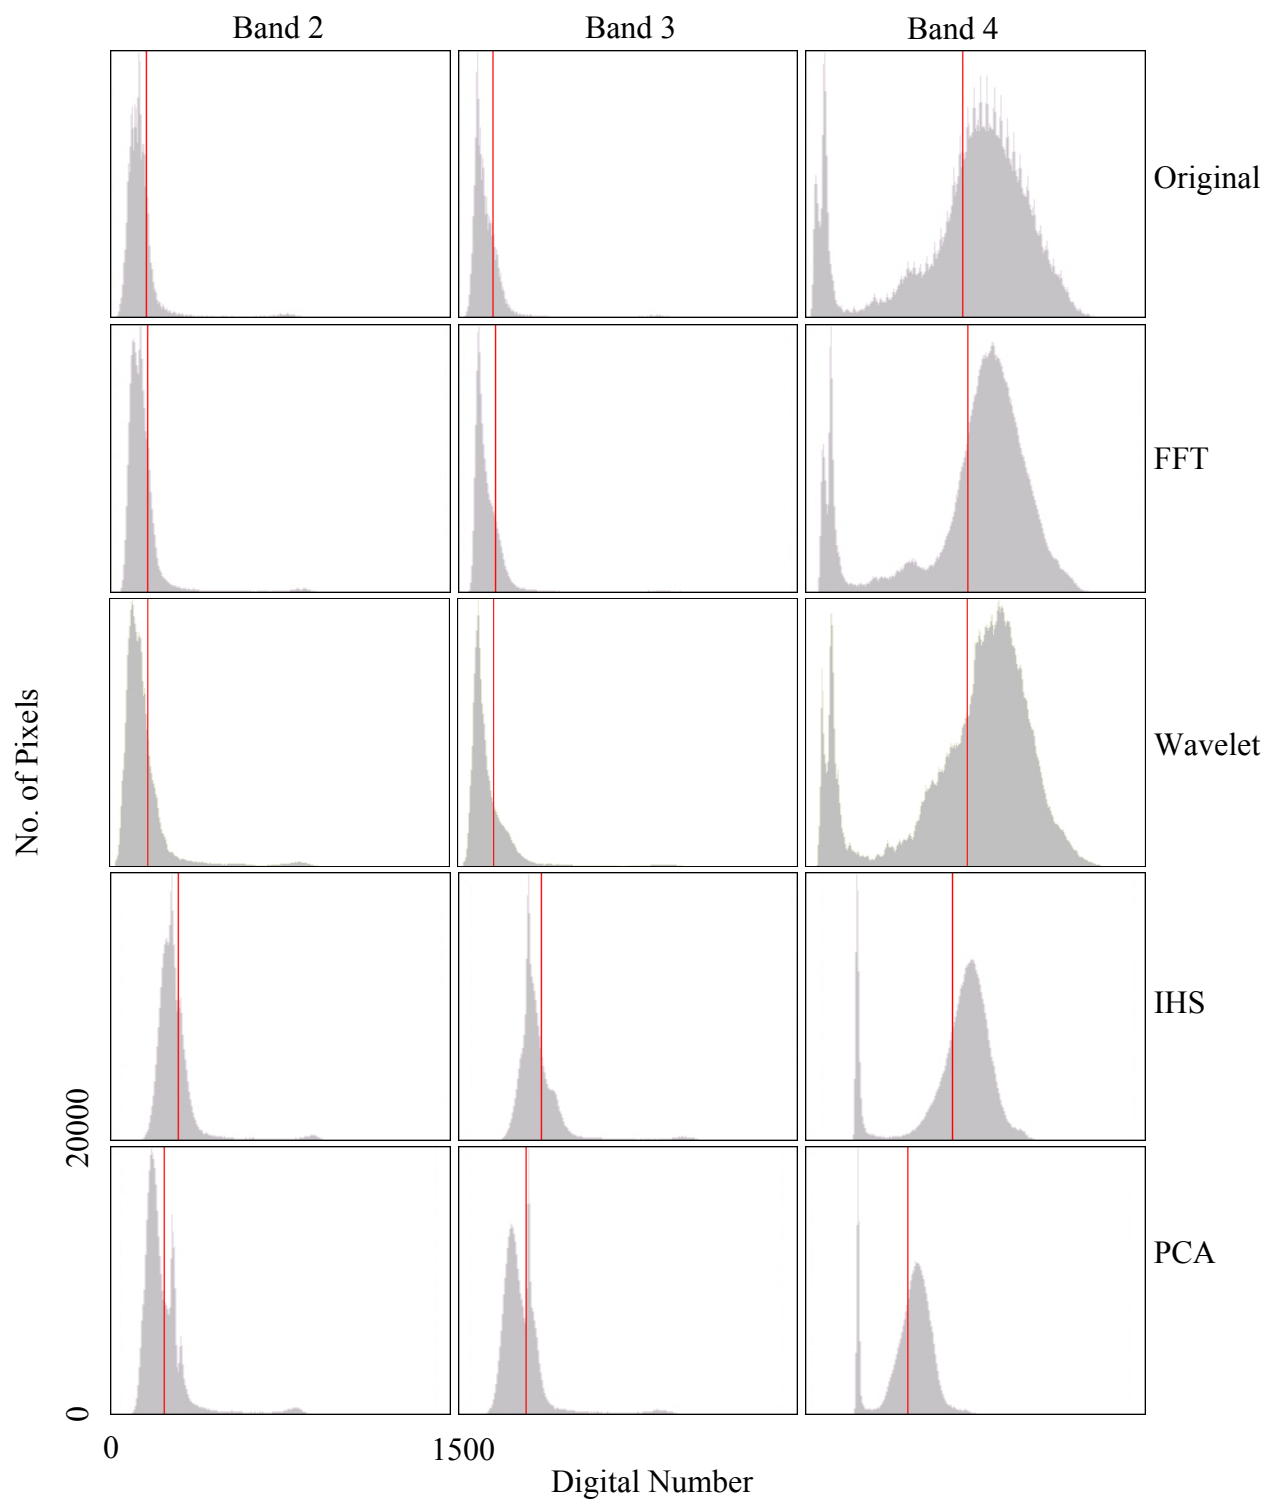 Band 2
Band 3
Band 4
Original
FFT
Wavelet
No. of Pixels
IHS
20000
PCA
0
0
1500
Digital Number